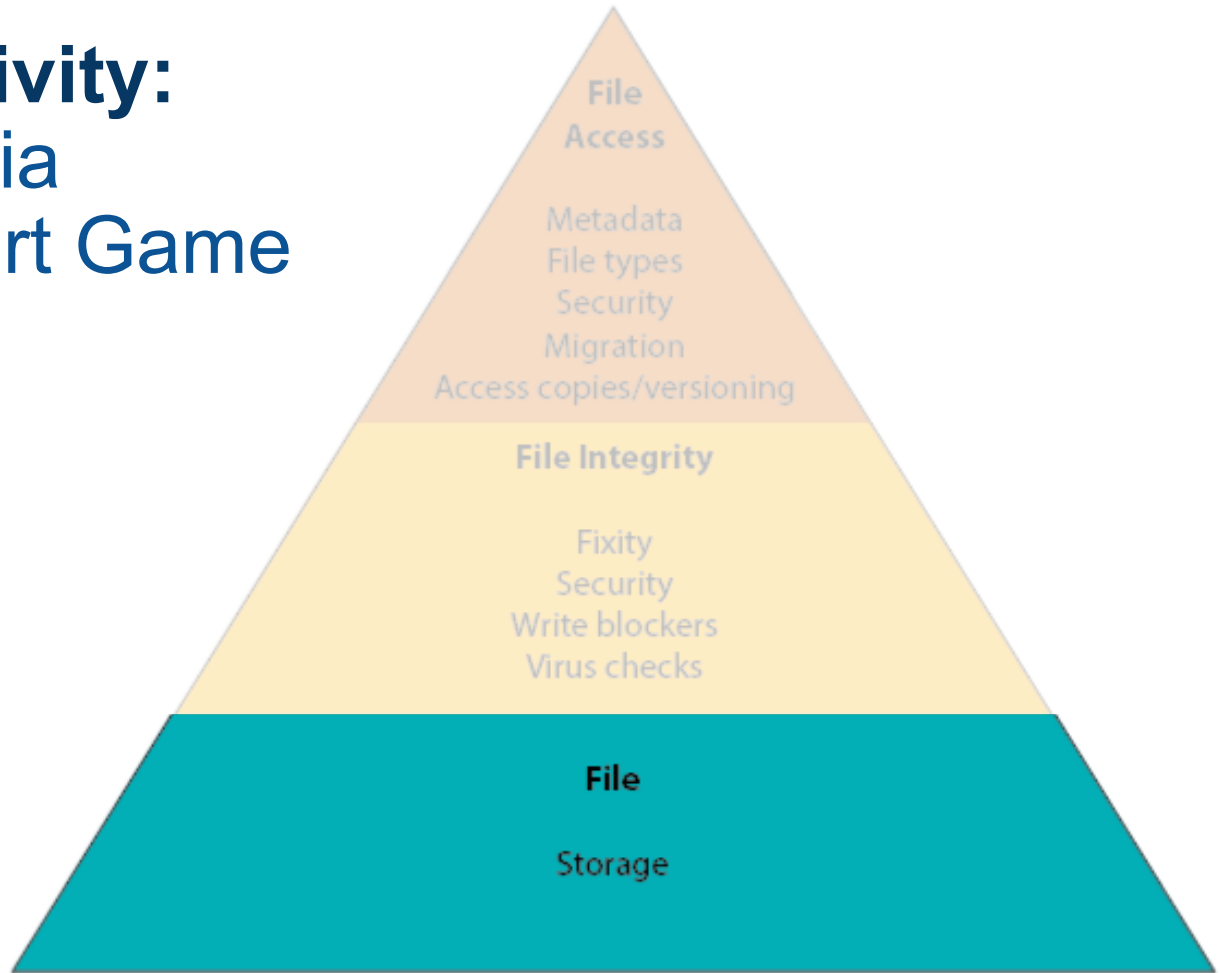 ivity:
ia
rt Game
File
Access
Metadata
File types
Security
Migration
Access copies/versioning
File Integrity
Fixity
Security
Write blockers
Virus checks
File
Storage